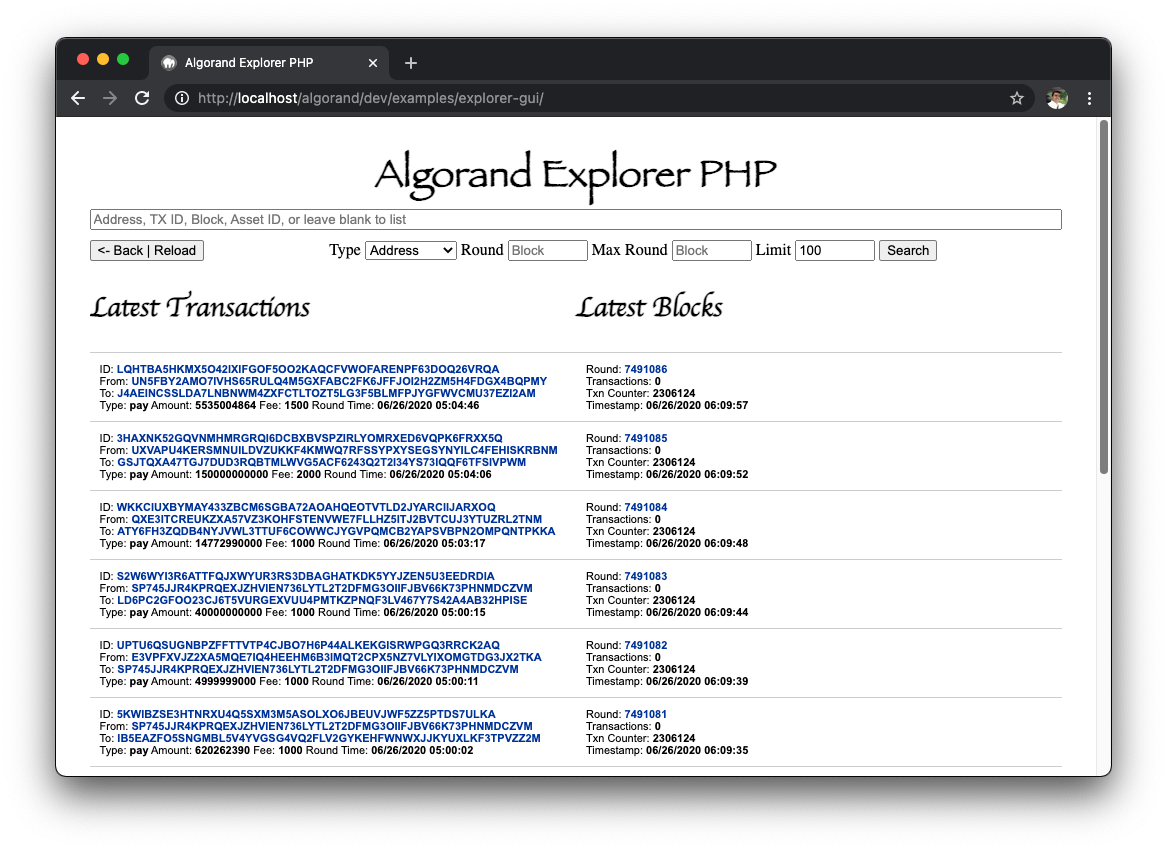 Algorand Explorer PHP
http://localhost/algorand/dev/examples/explorer-gui/
Algorand Explorer PHP
Address, TX ID, Block, Asset ID, or leave blank to list
<- Back | Reload Type Address Round Block Max Round Block Limit 100 Search
Latest Transactions
Latest Blocks
ID: LQHTBA5HKMX5O42IXIFGOF5OO2KAQCFVWOFARENPF63DOQ26VRQA
From: UN5FBY2AMO7IVHS65RULQ4M5GXFABC2FK6JFFJOI2H2ZM5H4FDGX4BQPMY
To: J4AEINCSSLDA7LNBNWM4ZXFCTLTOZT5LG3F5BLMFPJYGFWVCMU37EZI2AM
Type: pay Amount: 5535004864 Fee: 1500 Round Time: 06/26/2020 05:04:46
Round: 7491086
Transactions: 0
Txn Counter: 2306124
Timestamp: 06/26/2020 06:09:57
ID: 3HAXNK52GQVNMHMRGRQI6DCBXBVSPZIRLYOMRXED6VQPK6FRXX5Q
From: UXVAPU4KERSMNUILDVZUKKF4KMWQ7RFSSYPXYSEGSYNYILC4FEHISKRBNM
To: GSJTQXA47TGJ7DUD3RQBTMLWVG5ACF6243Q2T2I34YS73IQQF6TFSIVPWM
Type: pay Amount: 150000000000 Fee: 2000 Round Time: 06/26/2020 05:04:06
Round: 7491085
Transactions: 0
Txn Counter: 2306124
Timestamp: 06/26/2020 06:09:52
ID: WKKCIUXBYMAY433ZBCM6SGBA72AOAHQEOTVTLD2JYARCIIJARXOQ
From: QXE3ITCREUKZXA57VZ3KOHFSTENVWE7FLLHZ5ITJ2BVTCUJ3YTUZRL2TNM
To: ATY6FH3ZQDB4NYJVWL3TTUF6COWWCJYGVPQMCB2YAPSVBPN2OMPQNTPKKA
Type: pay Amount: 14772990000 Fee: 1000 Round Time: 06/26/2020 05:03:17
Round: 7491084
Transactions: 0
Txn Counter: 2306124
Timestamp: 06/26/2020 06:09:48
ID: S2W6WYI3R6ATTFQJXWYUR3RS3DBAGHATKDK5YYJZEN5U3EEDRDIA
From: SP745JJR4KPRQEXJZHVIEN736LYTL2T2DFMG3OIIFJBV66K73PHNMDCZVM
To: LD6PC2GFOO23CJ6T5VURGEXVUU4PMTKZPNQF3LV467Y7S42A4AB32HPISE
Type: pay Amount: 40000000000 Fee: 1000 Round Time: 06/26/2020 05:00:15
Round: 7491083
Transactions: 0
Txn Counter: 2306124
Timestamp: 06/26/2020 06:09:44
ID: UPTU6QSUGNBPZFFTTVTP4CJBO7H6P44ALKEKGISRWPGQ3RRCK2AQ
From: E3VPFXVJZ2XA5MQE7IQ4HEEHM6B3IMQT2CPX5NZ7VLYIXOMGTDG3JX2TKA
To: SP745JJR4KPRQEXJZHVIEN736LYTL2T2DFMG3OIIFJBV66K73PHNMDCZVM
Type: pay Amount: 4999999000 Fee: 1000 Round Time: 06/26/2020 05:00:11
Round: 7491082
Transactions: 0
Txn Counter: 2306124
Timestamp: 06/26/2020 06:09:39
ID: 5KWIBZSE3HTNRXU4Q5SXM3M5ASOLXO6JBEUVJWF5ZZ5PTDS7ULKA
From: SP745JJR4KPRQEXJZHVIEN736LYTL2T2DFMG3OIIFJBV66K73PHNMDCZVM
To: IB5EAZFO5SNGMBL5V4YVGSG4VQ2FLV2GYKEHFWNWXJJKYUXLKF3TPVZZ2M
Type: pay Amount: 620262390 Fee: 1000 Round Time: 06/26/2020 05:00:02
Round: 7491081
Transactions: 0
Txn Counter: 2306124
Timestamp: 06/26/2020 06:09:35